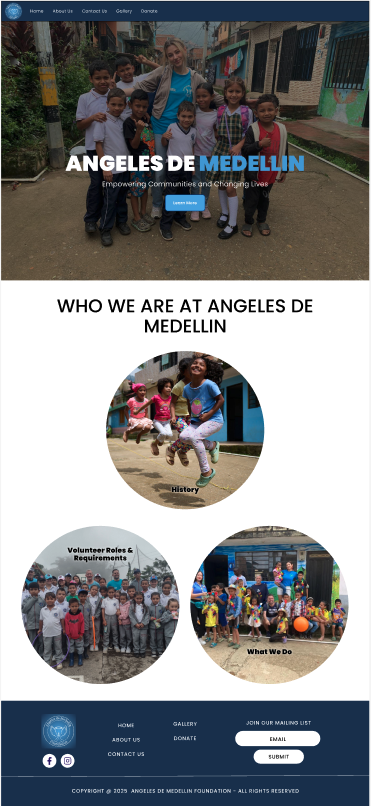 Home About Us Contact Us Gallery Donate
ANGELES DE MEDELLIN
Empowering Communities and Changing Lives
Learn More
WHO WE ARE AT ANGELES DE
MEDELLIN
History
Volunteer Roles &
Requirements
What We Do
HOME
ABOUT US
CONTACT US
GALLERY
DONATE
JOIN OUR MAILING LIST
EMAIL
SUBMIT
COPYRIGHT @ 2025 ANGELES DE MEDELLIN FOUNDATION - ALL RIGHTS RESERVED